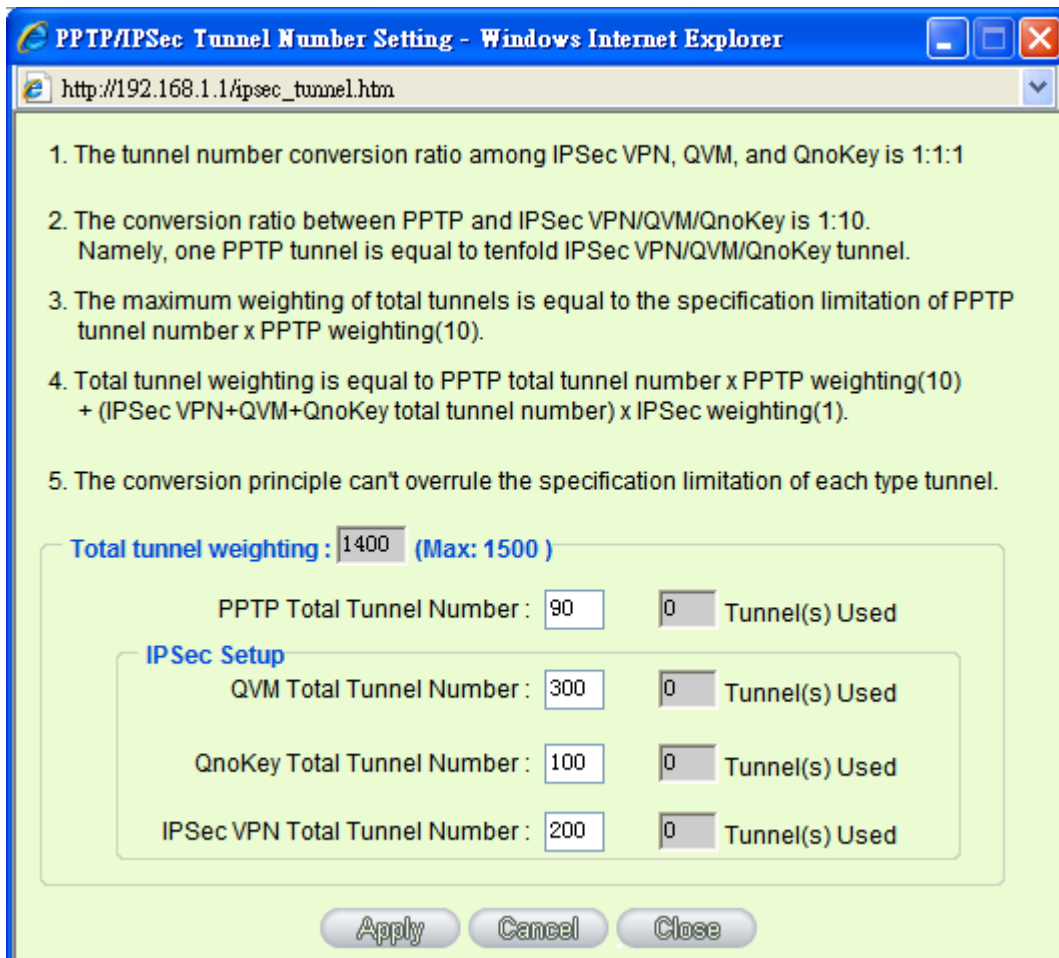 PPTP/IPSec Tunnel Number Setting - Windows Internet Explorer
http://192.168.1.1/ipsec_tunnel.htm
1. The tunnel number conversion ratio among IPSec VPN, QVM, and QnoKey is 1:1:1
2. The conversion ratio between PPTP and IPSec VPN/QVM/QnoKey is 1:10.
Namely, one PPTP tunnel is equal to tenfold IPSec VPN/QVM/QnoKey tunnel.
3. The maximum weighting of total tunnels is equal to the specification limitation of PPTP
tunnel number x PPTP weighting(10).
4. Total tunnel weighting is equal to PPTP total tunnel number x PPTP weighting(10)
+ (IPSec VPN+QVM+QnoKey total tunnel number) x IPSec weighting(1).
5. The conversion principle can't overrule the specification limitation of each type tunnel.
Total tunnel weighting : 1400 (Max: 1500 )
PPTP Total Tunnel Number : 90 0 Tunnel(s) Used
IPSec Setup
QVM Total Tunnel Number : 300 0 Tunnel(s) Used
QnoKey Total Tunnel Number : 100 0 Tunnel(s) Used
IPSec VPN Total Tunnel Number : 200 0 Tunnel(s) Used
Apply Cancel Close